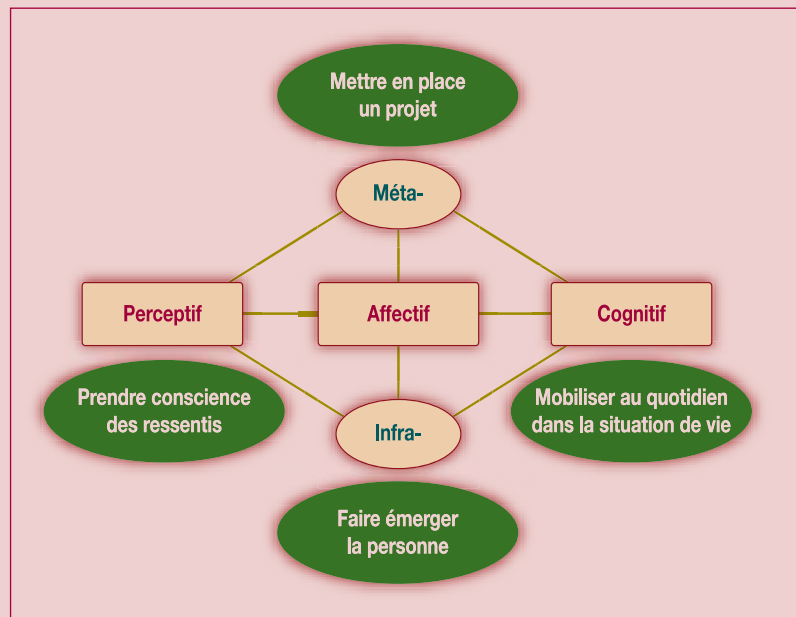 Mettre en place
un projet
Méta-
Perceptif
Affectif
Cognitif
Prendre conscience
des ressentis
Mobiliser au quotidien
dans la situation de vie
Infra-
Faire émerger
la personne